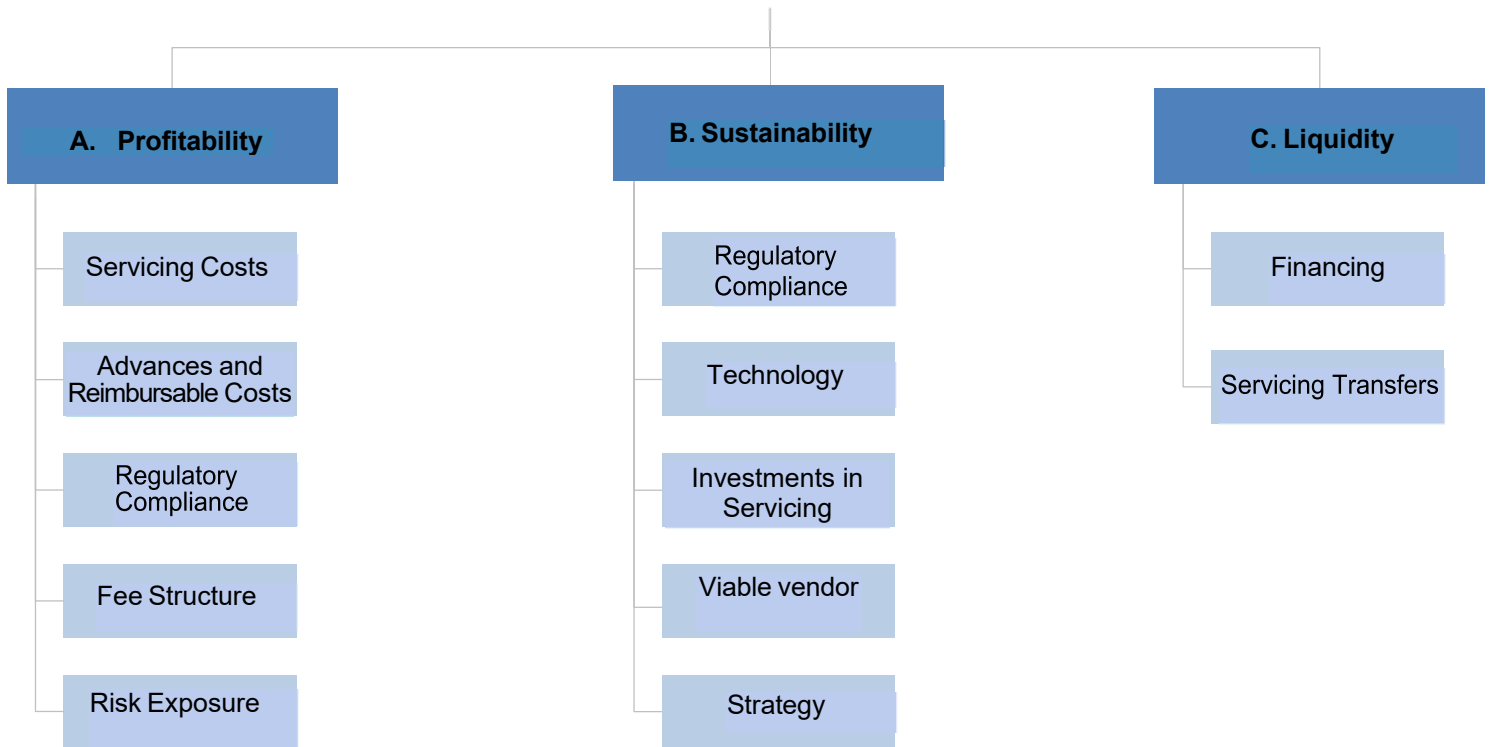 A. Profitability
Servicing Costs
Advances and
Reimbursable Costs
Regulatory
Compliance
Fee Structure
Risk Exposure
B. Sustainability
Regulatory
Compliance
Technology
Investments in
Servicing
Viable vendor
Strategy
C. Liquidity
Financing
Servicing Transfers